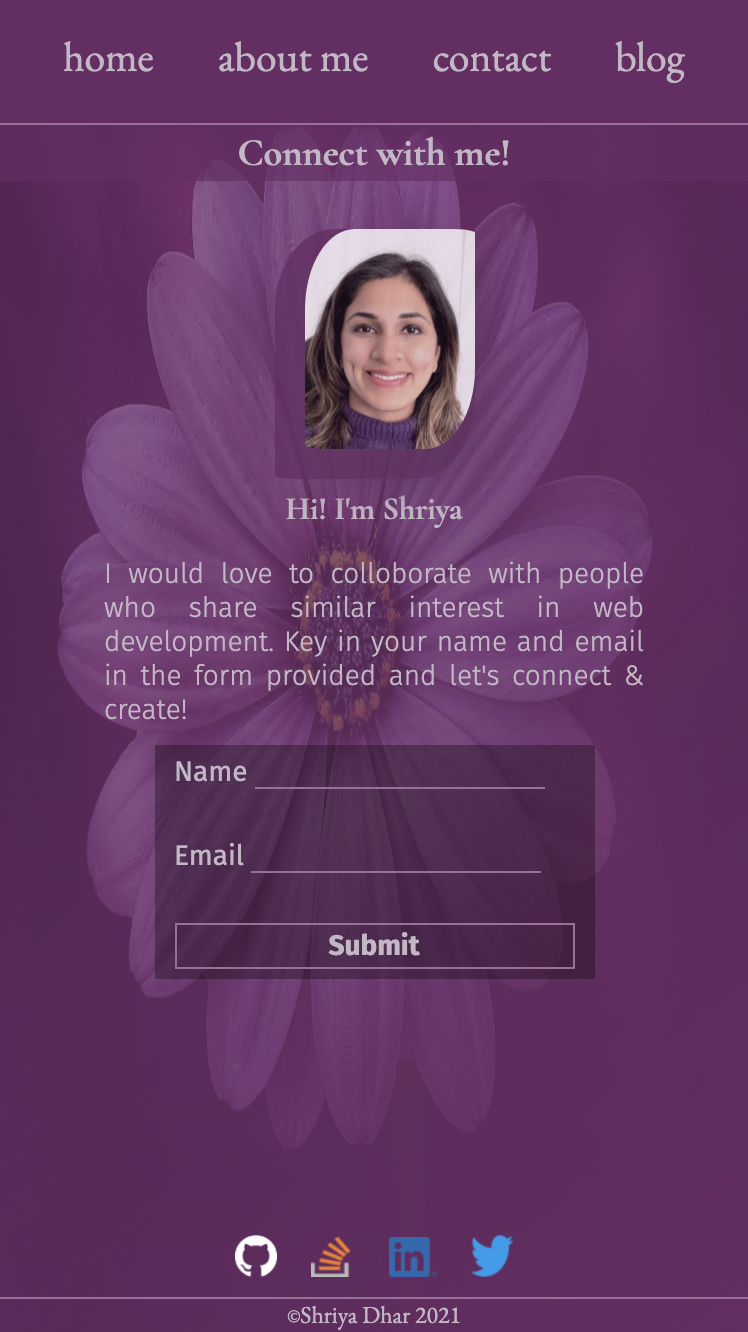 home about me contact blog
Connect with me!
Hi! I'm Shriya
I would love to colloborate with people
who share similar interest in web
development. Key in your name and email
in the form provided and let's connect &
create!
Name
Email
Submit
in
©Shriya Dhar 2021